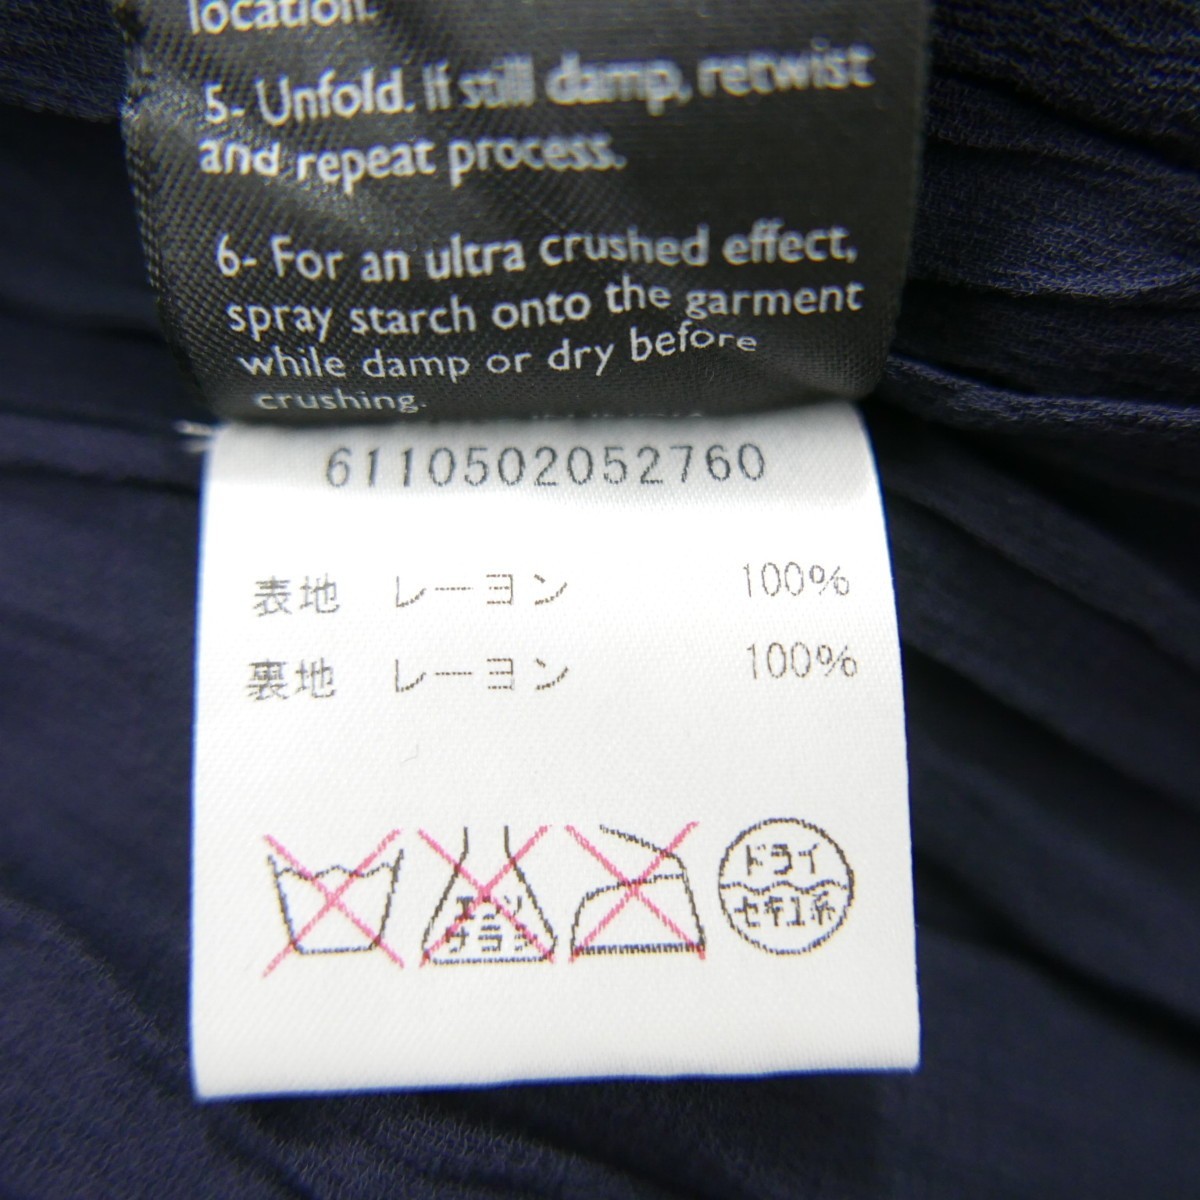 location.
5- Unfold. If still damp, retwist
and repeat process.
6- For an ultra crushed effect,
spray starch onto the garment
while damp or dry before
crushing.
6110502052760
表地 レーヨン 100%
裏地 レーヨン 100%
エンソ
サラシ
ドライ
セキユ系